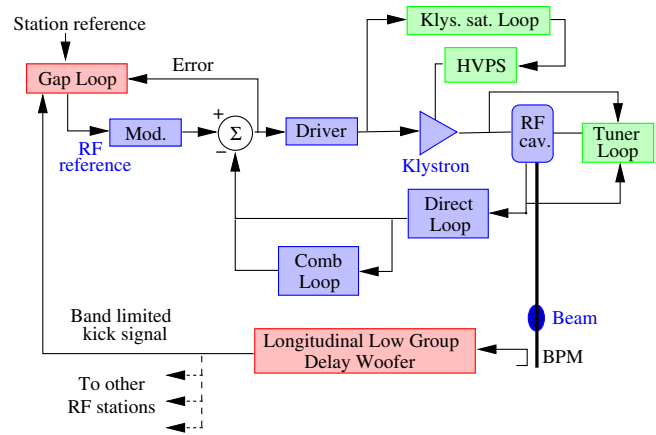 Station reference
Klys. sat. Loop
Error
HVPS
Gap Loop
+
Mod.
Σ
−
Driver
RF
cav.
Tuner
Loop
RF
reference
Klystron
Direct
Loop
Comb
Loop
Band limited
kick signal
Beam
Longitudinal Low Group
Delay Woofer
BPM
To other
RF stations